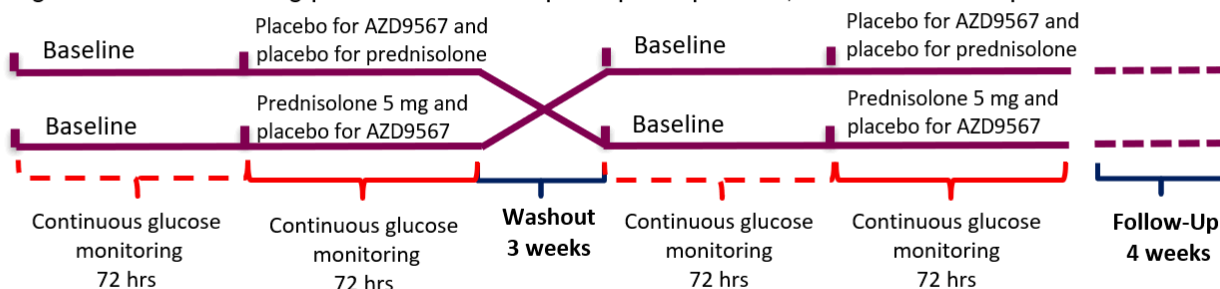 Baseline
Placebo for AZD9567 and
placebo for prednisolone
Baseline
Placebo for AZD9567 and
placebo for prednisolone
Baseline
Prednisolone 5 mg and
placebo for AZD9567
Baseline
Prednisolone 5 mg and
placebo for AZD9567
Continuous glucose
monitoring
72 hrs
Continuous glucose
monitoring
72 hrs
Washout
3 weeks
Continuous glucose
monitoring
72 hrs
Continuous glucose
monitoring
72 hrs
Follow-Up
4 weeks